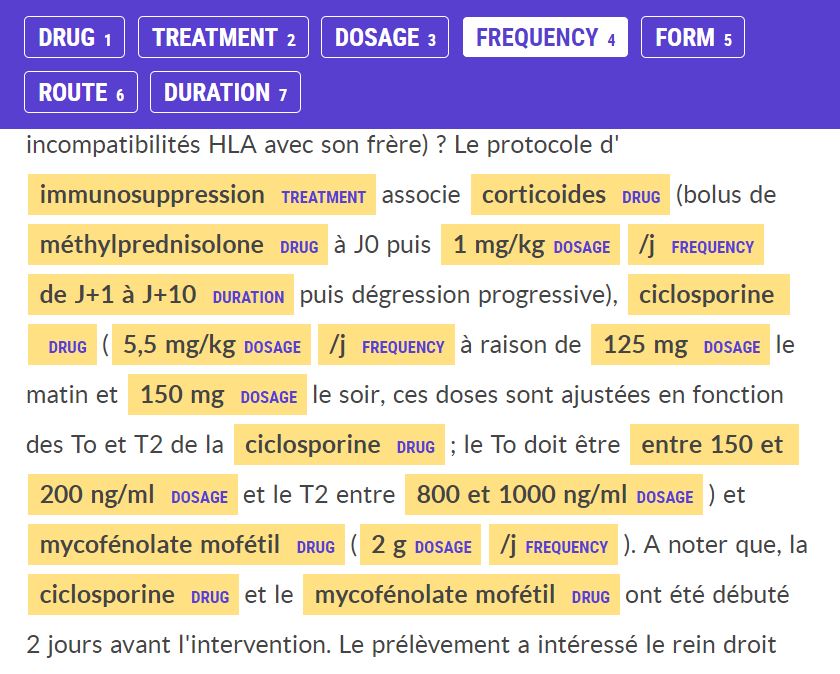 DRUG 1 TREATMENT 2 DOSAGE 3 FREQUENCY 4 FORM 5
ROUTE 6 DURATION 7
incompatibilités HLA avec son frère) ? Le protocole d'
immunosuppression TREATMENT associe corticoides DRUG (bolus de
méthylprednisolone DRUG à J0 puis 1 mg/kg DOSAGE /j FREQUENCY
de J+1 à J+10 DURATION puis dégression progressive), ciclosporine
DRUG ( 5,5 mg/kg DOSAGE /j FREQUENCY à raison de 125 mg DOSAGE le
matin et 150 mg DOSAGE le soir, ces doses sont ajustées en fonction
des To et T2 de la ciclosporine DRUG ; le To doit être entre 150 et
200 ng/ml DOSAGE et le T2 entre 800 et 1000 ng/ml DOSAGE ) et
mycofénolate mofétil DRUG ( 2 g DOSAGE /j FREQUENCY ). A noter que, la
ciclosporine DRUG et le mycofénolate mofétil DRUG ont été débuté
2 jours avant l'intervention. Le prélèvement a intéressé le rein droit